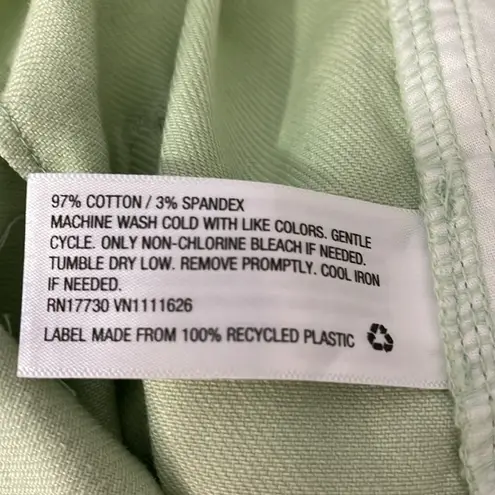 97% COTTON / 3% SPANDEX
MACHINE WASH COLD WITH LIKE COLORS. GENTLE
CYCLE. ONLY NON-CHLORINE BLEACH IF NEEDED.
TUMBLE DRY LOW. REMOVE PROMPTLY. COOL IRON
IF NEEDED.
RN17730 VN1111626
LABEL MADE FROM 100% RECYCLED PLASTIC